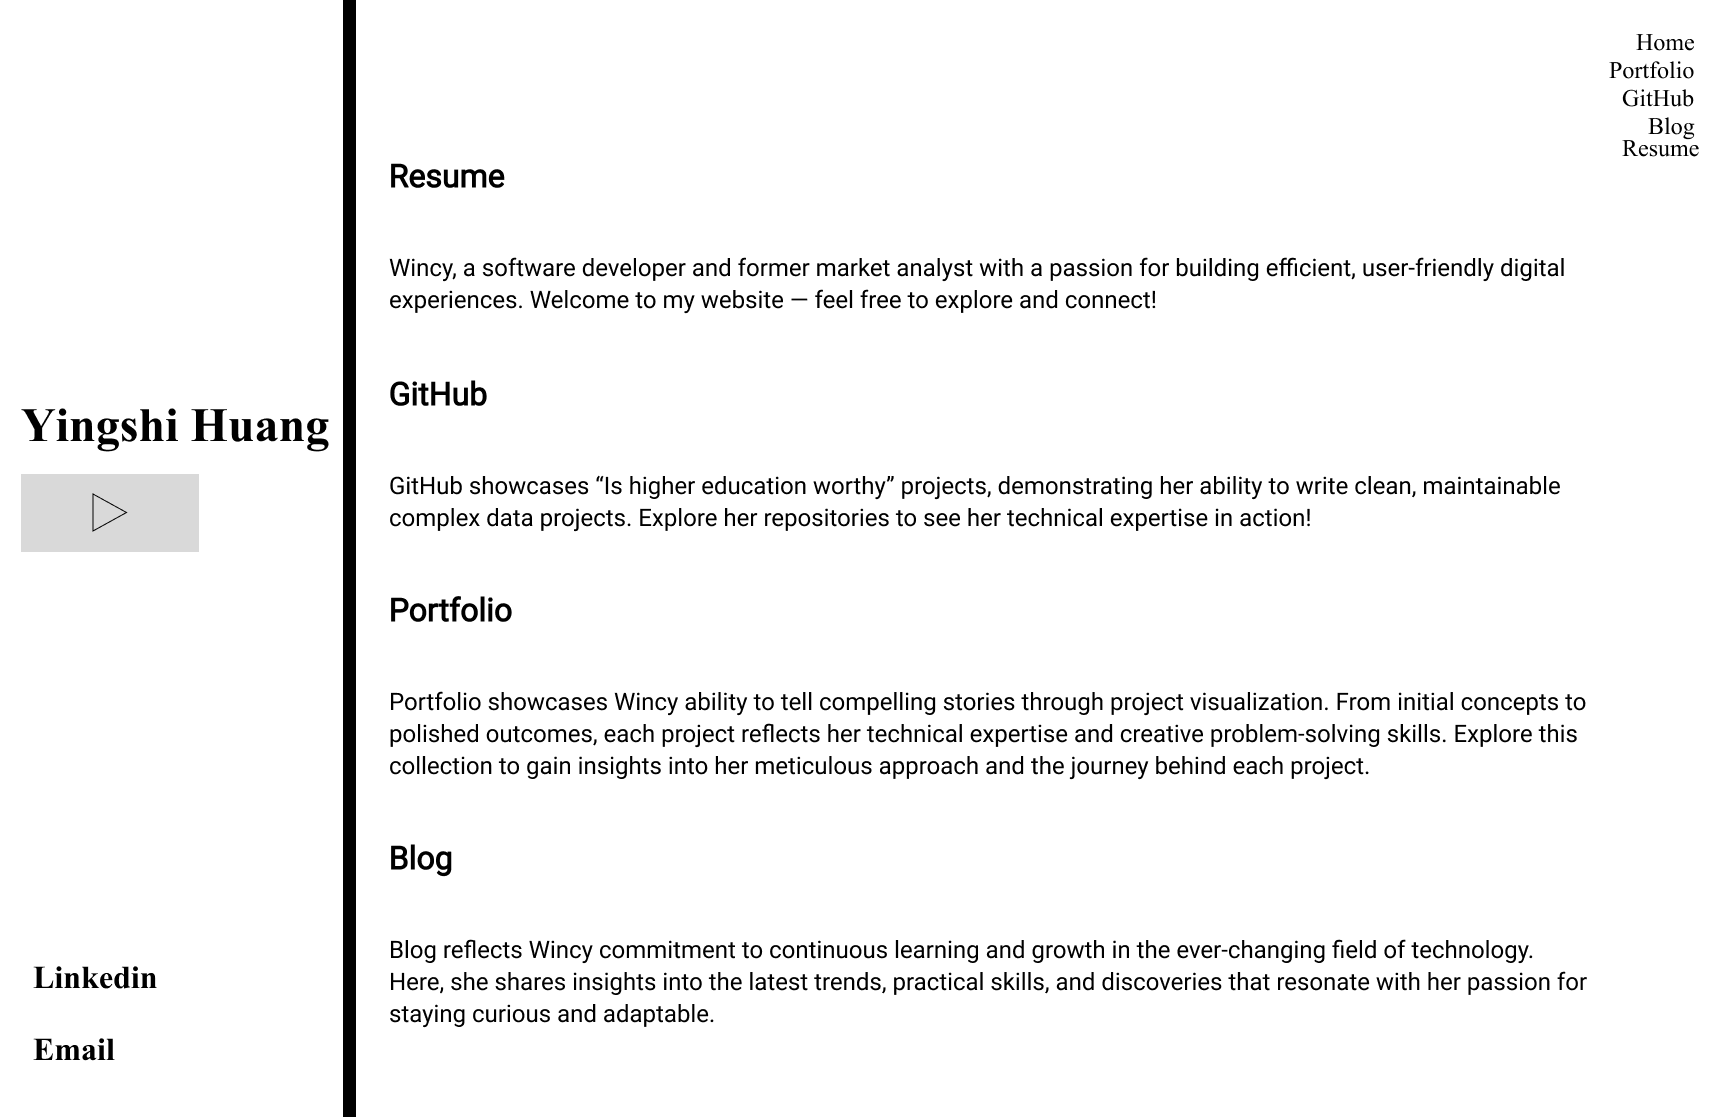 Home
Portfolio
GitHub
Blog
Resume
Yingshi Huang
Linkedin
Email
Resume
Wincy, a software developer and former market analyst with a passion for building efficient, user-friendly digital
experiences. Welcome to my website — feel free to explore and connect!
GitHub
GitHub showcases “Is higher education worthy” projects, demonstrating her ability to write clean, maintainable
complex data projects. Explore her repositories to see her technical expertise in action!
Portfolio
Portfolio showcases Wincy ability to tell compelling stories through project visualization. From initial concepts to
polished outcomes, each project reflects her technical expertise and creative problem-solving skills. Explore this
collection to gain insights into her meticulous approach and the journey behind each project.
Blog
Blog reflects Wincy commitment to continuous learning and growth in the ever-changing field of technology.
Here, she shares insights into the latest trends, practical skills, and discoveries that resonate with her passion for
staying curious and adaptable.